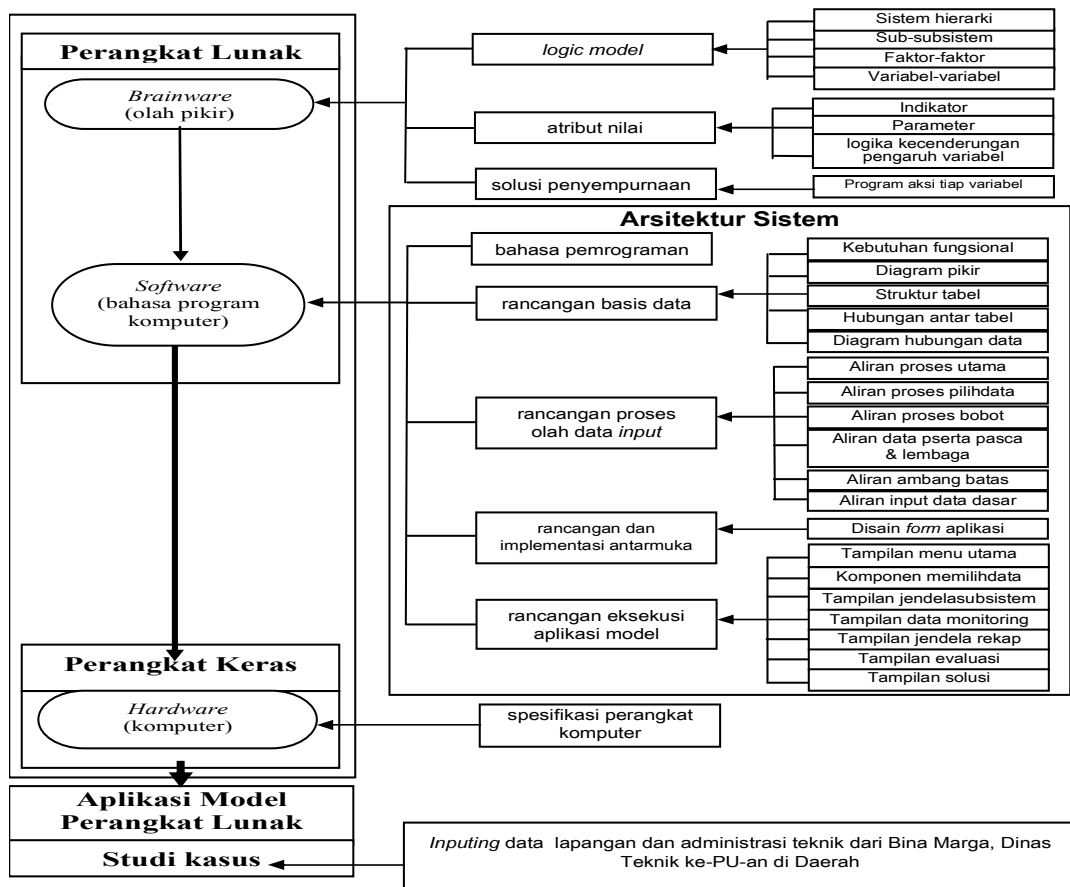 Perangkat Lunak
Brainware
(olah pikir)
Software
(bahasa program
komputer)
Perangkat Keras
Hardware
(komputer)
Aplikasi Model
Perangkat Lunak
Studi kasus
logic model
Sistem hierarki
Sub-subsistem
Faktor-faktor
Variabel-variabel
atribut nilai
Indikator
Parameter
logika kecenderungan
pengaruh variabel
solusi penyempurnaan
Program aksi tiap variabel
Arsitektur Sistem
bahasa pemrograman
rancangan basis data
Kebutuhan fungsional
Diagram pikir
Struktur tabel
Hubungan antar tabel
Diagram hubungan data
rancangan proses
olah data input
Aliran proses utama
Aliran proses pilihdata
Aliran proses bobot
Aliran data pserta pasca
& lembaga
Aliran ambang batas
Aliran input data dasar
rancangan dan
implementasi antarmuka
Disain form aplikasi
rancangan eksekusi
aplikasi model
Tampilan menu utama
Komponen memilihdata
Tampilan jendelasubsistem
Tampilan data monitoring
Tampilan jendela rekap
Tampilan evaluasi
Tampilan solusi
spesifikasi perangkat
komputer
Inputing data lapangan dan administrasi teknik dari Bina Marga, Dinas
Teknik ke-PU-an di Daerah